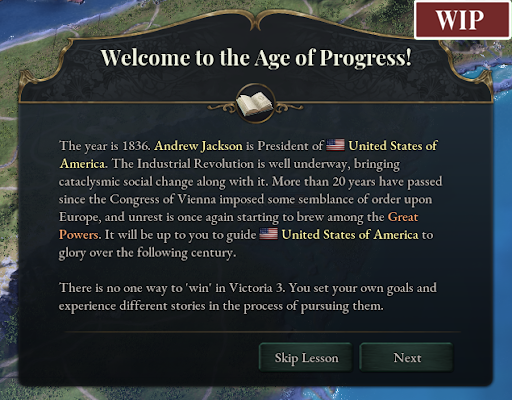 WIP
Welcome to the Age of Progress!
The year is 1836. Andrew Jackson is President of United States of
America. The Industrial Revolution is well underway, bringing
cataclysmic social change along with it. More than 20 years have passed
since the Congress of Vienna imposed some semblance of order upon
Europe, and unrest is once again starting to brew among the Great
Powers. It will be up to you to guide United States of America to
glory over the following century.
There is no one way to 'win' in Victoria 3. You set your own goals and
experience different stories in the process of pursuing them.
Skip Lesson
Next